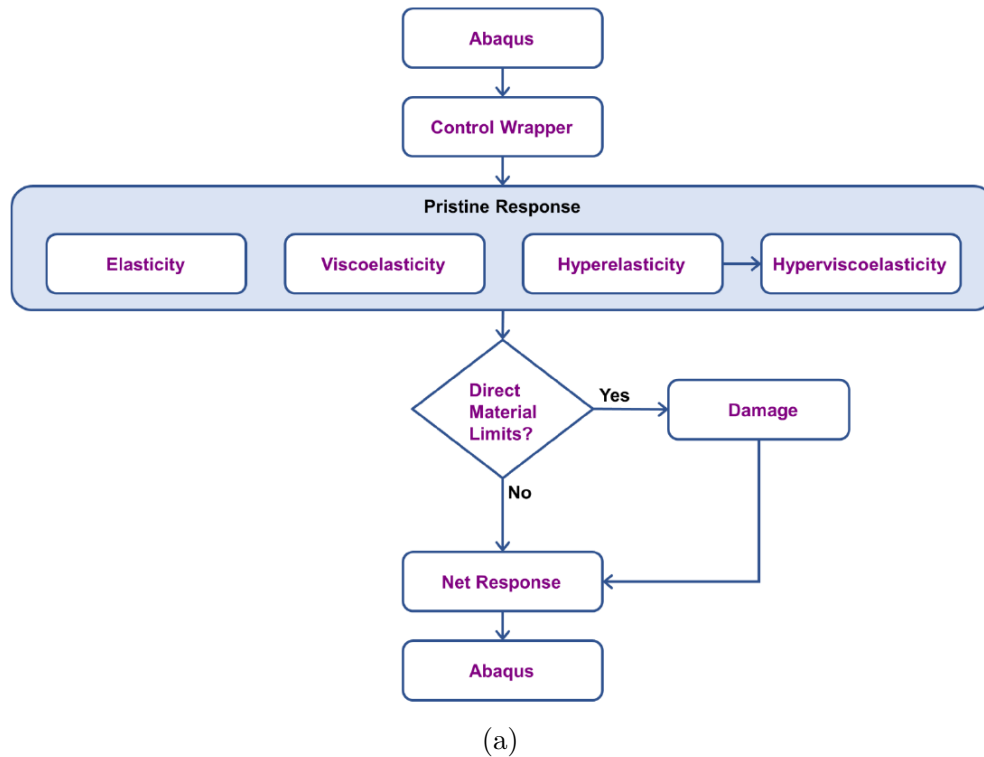 Abaqus
Control Wrapper
Pristine Response
Elasticity
Viscoelasticity
Hyperelasticity
Hyperviscoelasticity
Direct
Material
Limits?
Yes
Damage
No
Net Response
Abaqus
(a)